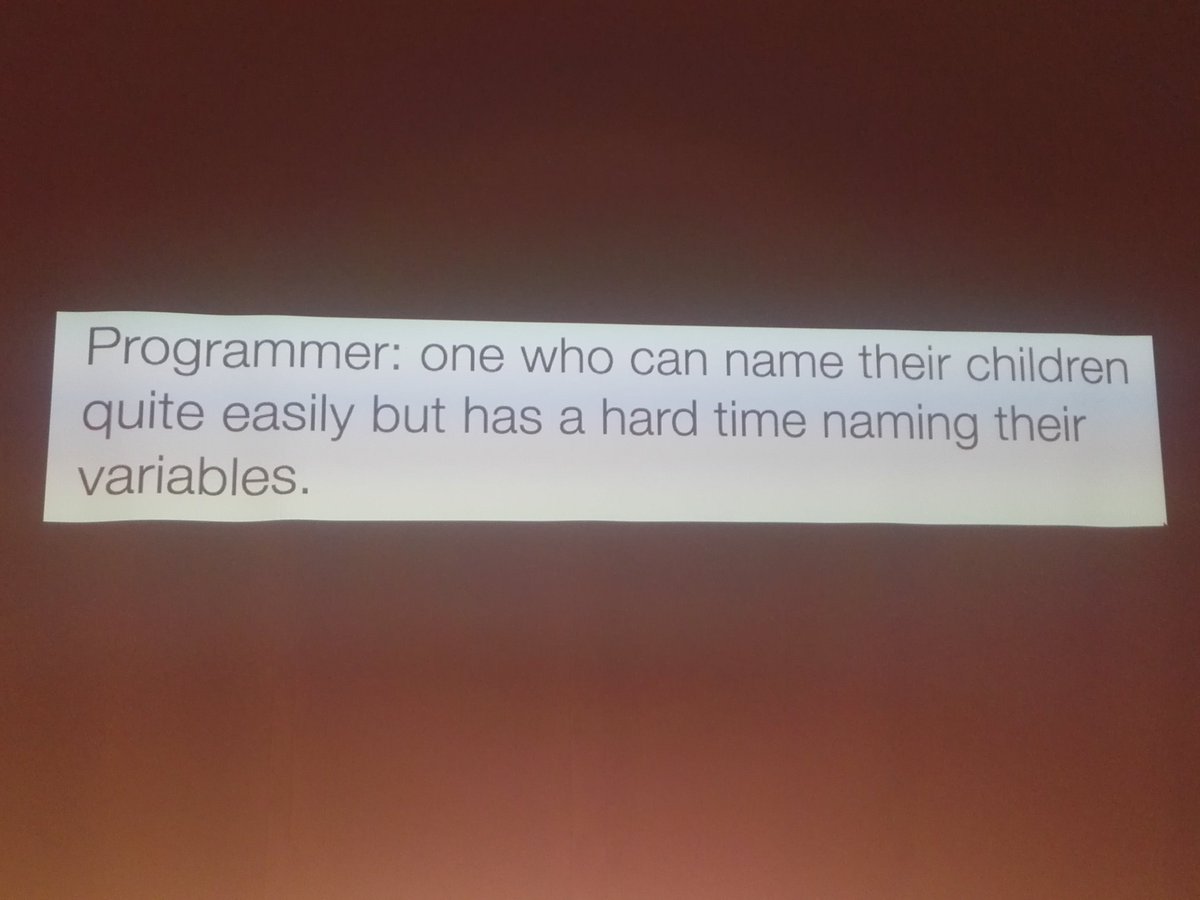 Programmer: one who can name their children
quite easily but has a hard time naming their
variables.